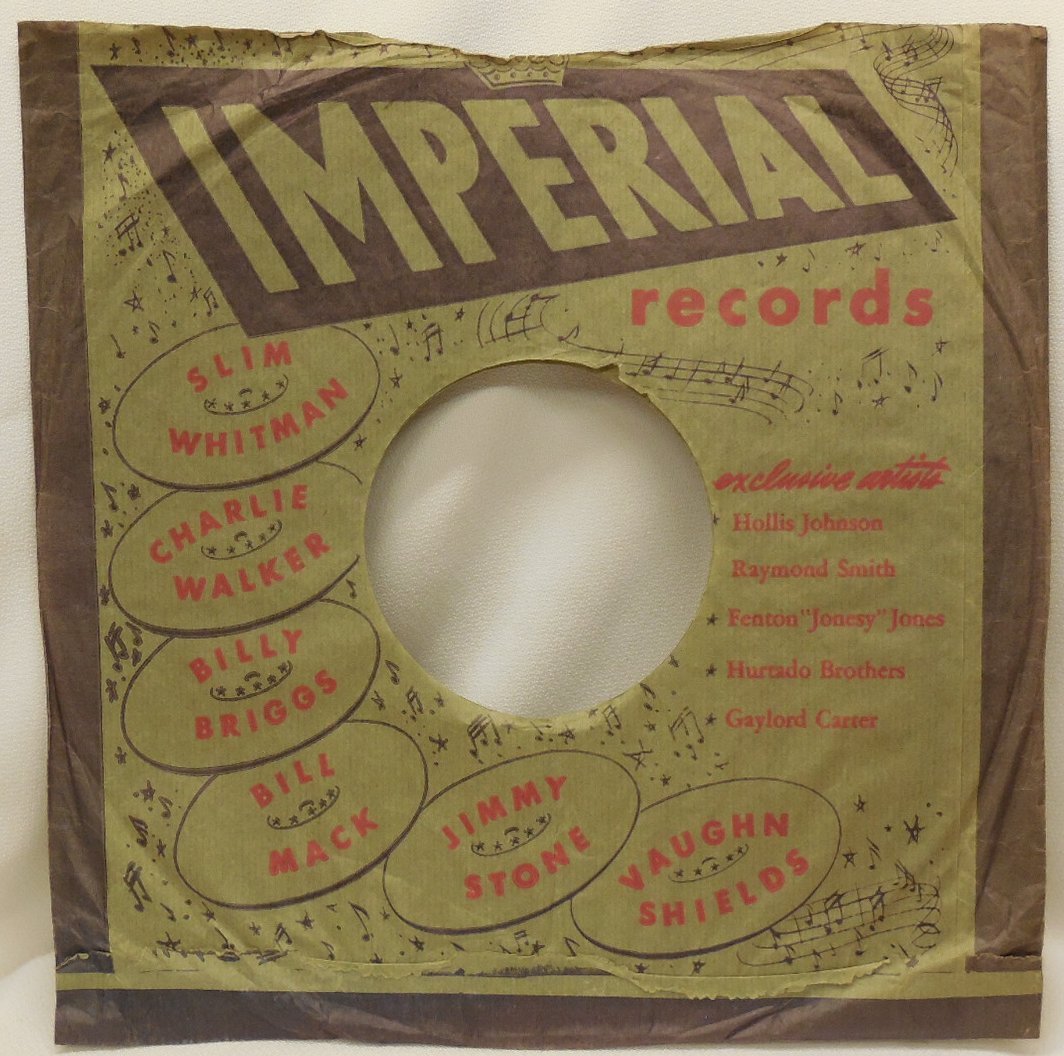 IMPERIAL
records
SLIM
WHITMAN
CHARLIE
WALKER
BILLY
BRIGGS
BILL
MACK
JIMMY
STONE
VAUGHN
SHIELDS
exclusive artists
Hollis Johnson
Raymond Smith
Fenton "Jonesy" Jones
Hurtado Brothers
Gaylord Carter